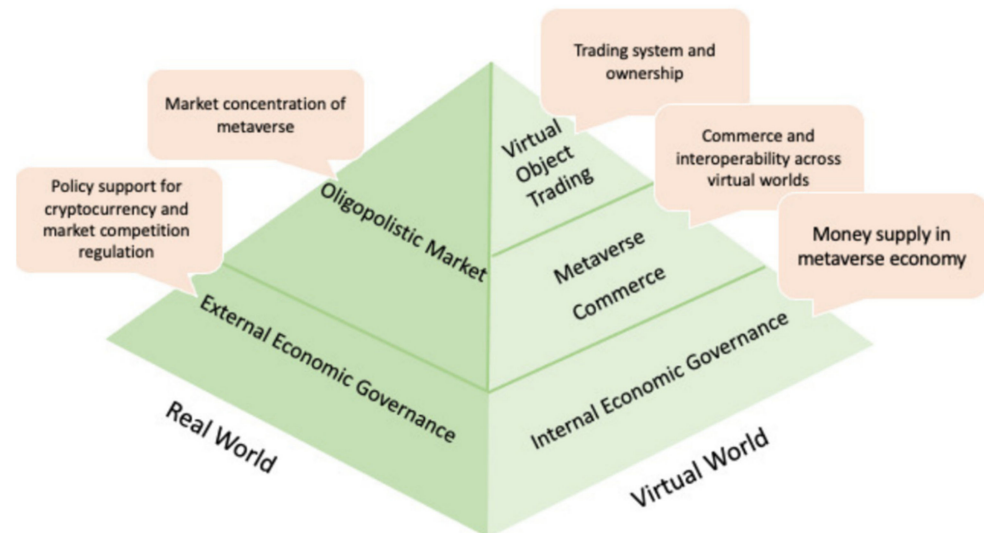 Trading system and
ownership
Market concentration of
metaverse
Policy support for
cryptocurrency and
market competition
regulation
Commerce and
interoperability across
virtual worlds
Money supply in
metaverse economy
Virtual
Object
Trading
Oligopolistic Market
Metaverse
Commerce
External Economic Governance
Internal Economic Governance
Real World
Virtual World